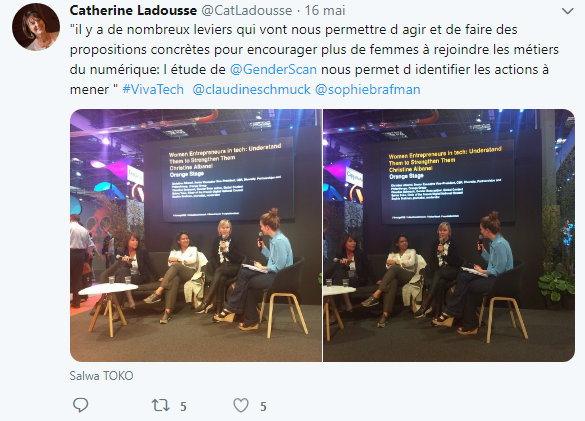 Catherine Ladousse @CatLadousse · 16 mai
"il y a de nombreux leviers qui vont nous permettre d agir et de faire des
propositions concrètes pour encourager plus de femmes à rejoindre les métiers
du numérique: l étude de @GenderScan nous permet d identifier les actions à
mener " #VivaTech @claudineschmuck @sophiebrafman
Women Entrepreneurs in tech: Understand
Them to Strengthen Them
Christine Albanel
Orange Stage
Women Entrepreneurs in tech: Understand
Them to Strengthen Them
Christine Albanel
Orange Stage
Salwa TOKO
5
5